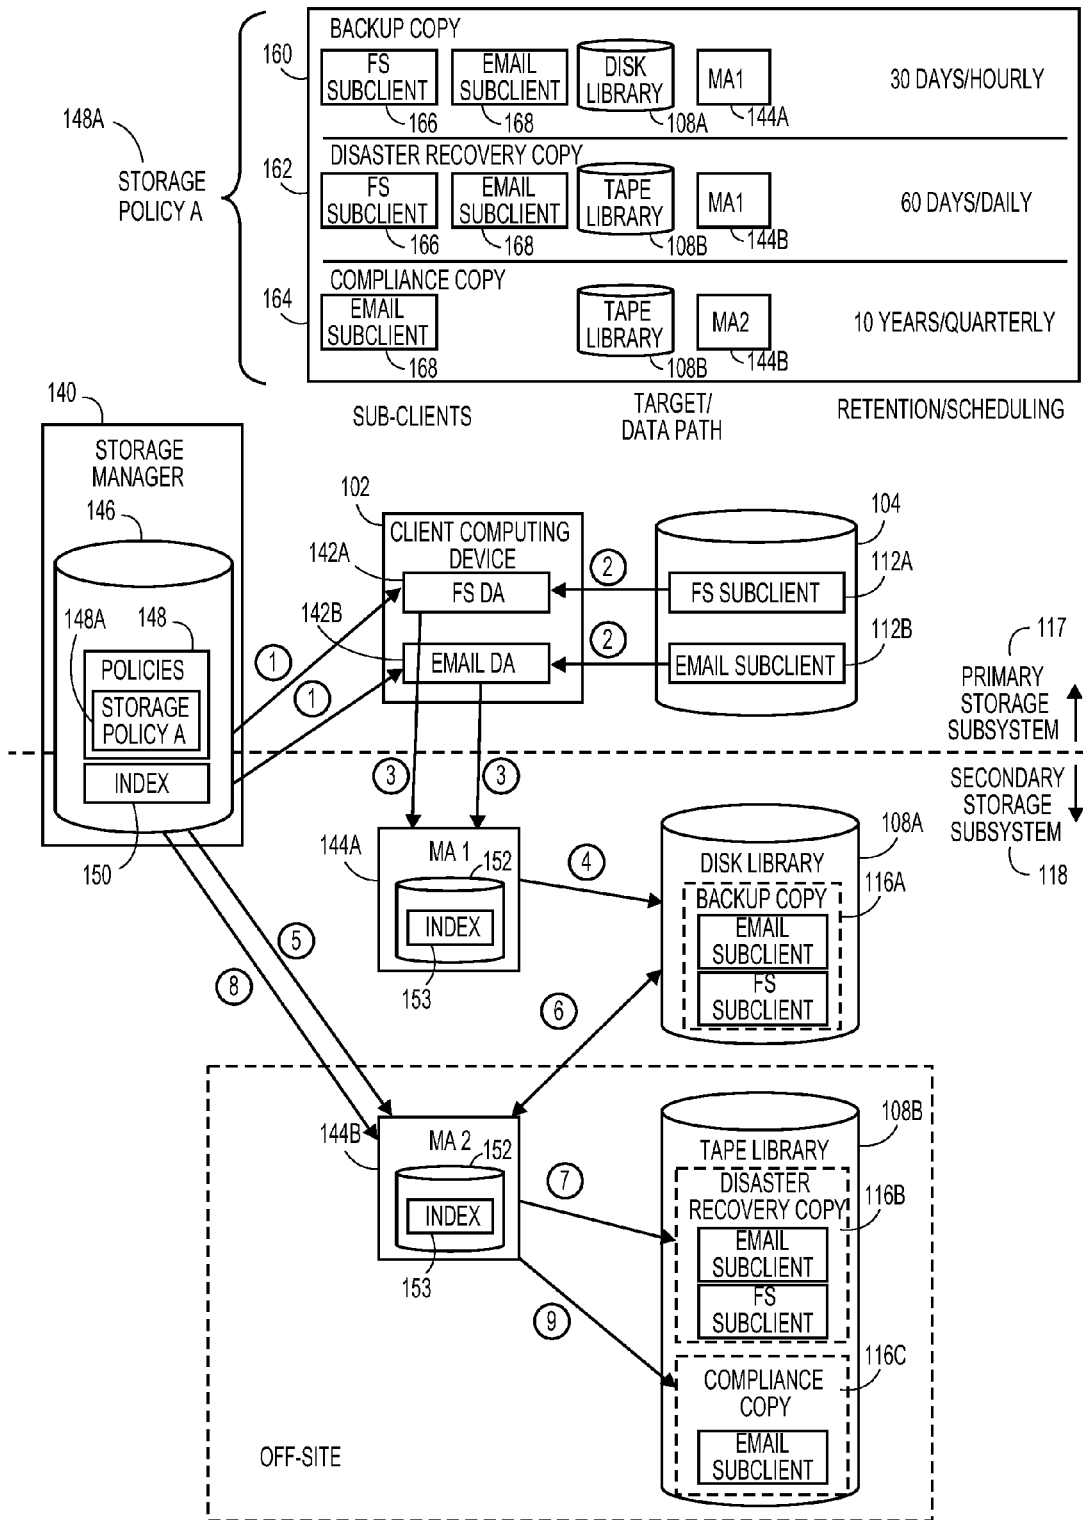 BACKUP COPY
160
FS
SUBCLIENT
166
EMAIL
SUBCLIENT
168
DISK
LIBRARY
108A
MA1
144A
30 DAYS/HOURLY
148A
STORAGE
POLICY A
DISASTER RECOVERY COPY
162
FS
SUBCLIENT
166
EMAIL
SUBCLIENT
168
TAPE
LIBRARY
108B
MA1
144B
60 DAYS/DAILY
COMPLIANCE COPY
164
EMAIL
SUBCLIENT
168
TAPE
LIBRARY
108B
MA2
144B
10 YEARS/QUARTERLY
SUB-CLIENTS
TARGET/
DATA PATH
RETENTION/SCHEDULING
140
STORAGE
MANAGER
146
148A
148
POLICIES
STORAGE
POLICY A
INDEX
150
1
1
102
CLIENT COMPUTING
DEVICE
142A
FS DA
142B
EMAIL DA
2
2
104
FS SUBCLIENT
112A
EMAIL SUBCLIENT
112B
117
PRIMARY
STORAGE
SUBSYSTEM
SECONDARY
STORAGE
SUBSYSTEM
118
3
3
144A
MA 1
152
INDEX
153
4
108A
DISK LIBRARY
116A
BACKUP COPY
EMAIL
SUBCLIENT
FS
SUBCLIENT
5
8
6
144B
MA 2
152
INDEX
153
7
9
108B
TAPE LIBRARY
DISASTER
RECOVERY COPY
116B
EMAIL
SUBCLIENT
FS
SUBCLIENT
116C
COMPLIANCE
COPY
EMAIL
SUBCLIENT
OFF-SITE